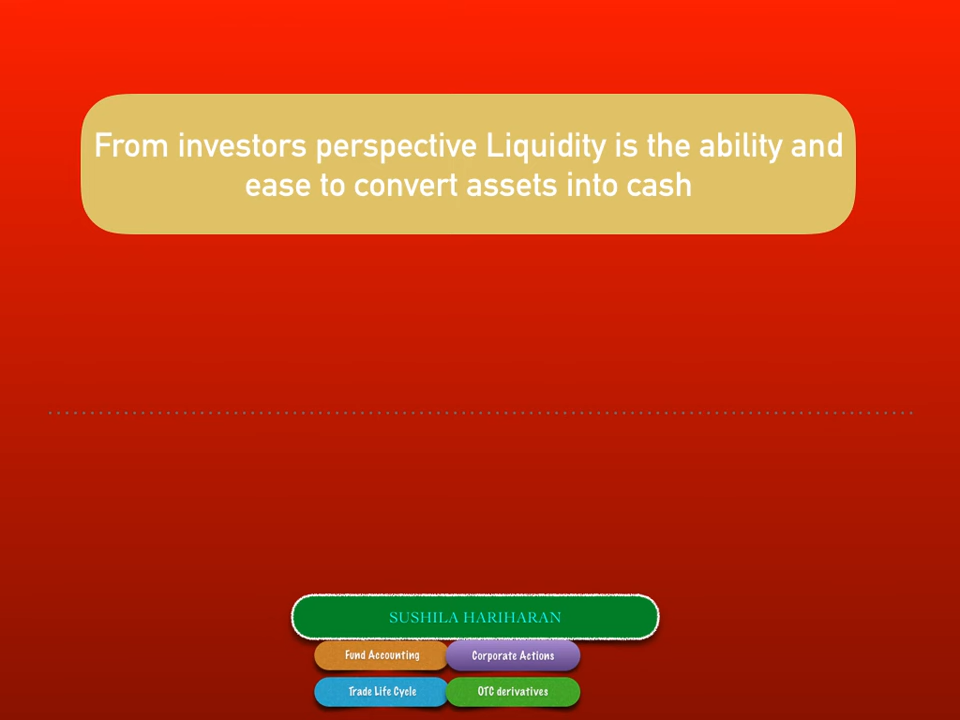 From investors perspective Liquidity is the ability and
ease to convert assets into cash
SUSHILA HARIHARAN
Fund Accounting
Corporate Actions
Trade Life Cycle
OTC derivatives